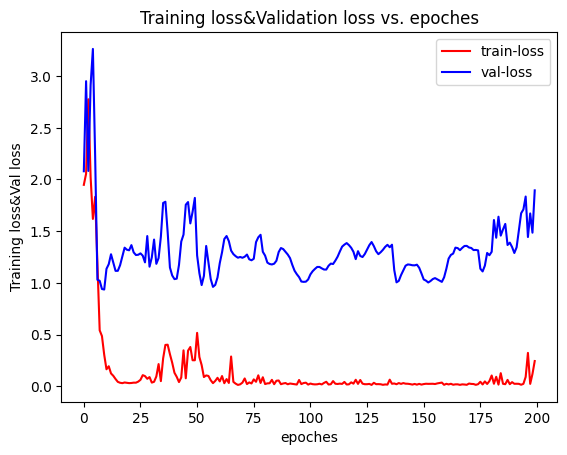 Training loss&Validation loss vs. epoches
train-loss
val-loss
Training loss&Val loss
3.0
2.5
2.0
1.5
1.0
0.5
0.0
0 25 50 75 100 125 150 175 200
epoches